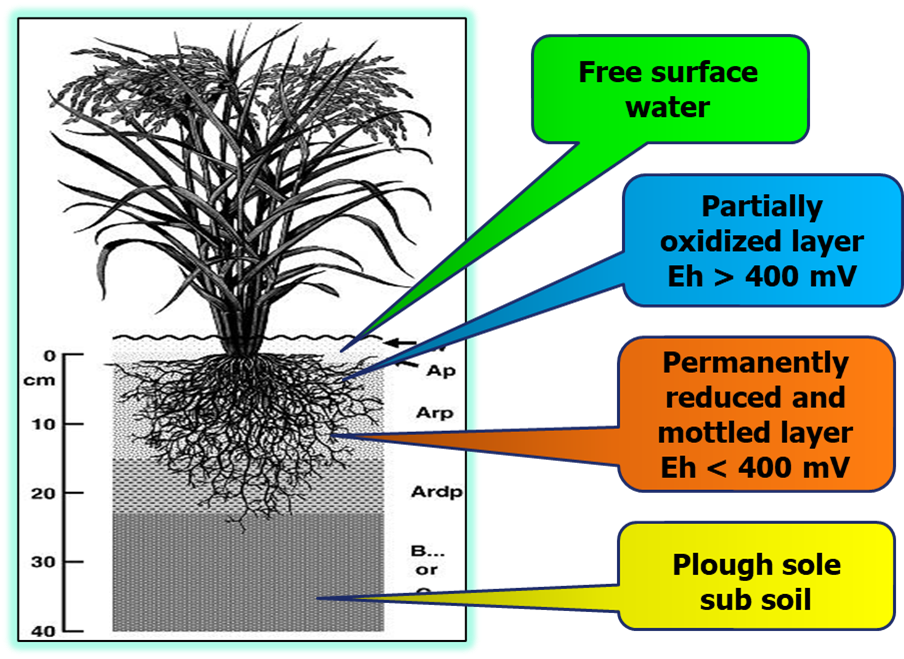 Free surface
water
Partially
oxidized layer
Eh > 400 mV
Permanently
reduced and
mottled layer
Eh < 400 mV
Plough sole
sub soil
0
cm
10
20
30
40
Ap
Arp
Ardp
B...
or